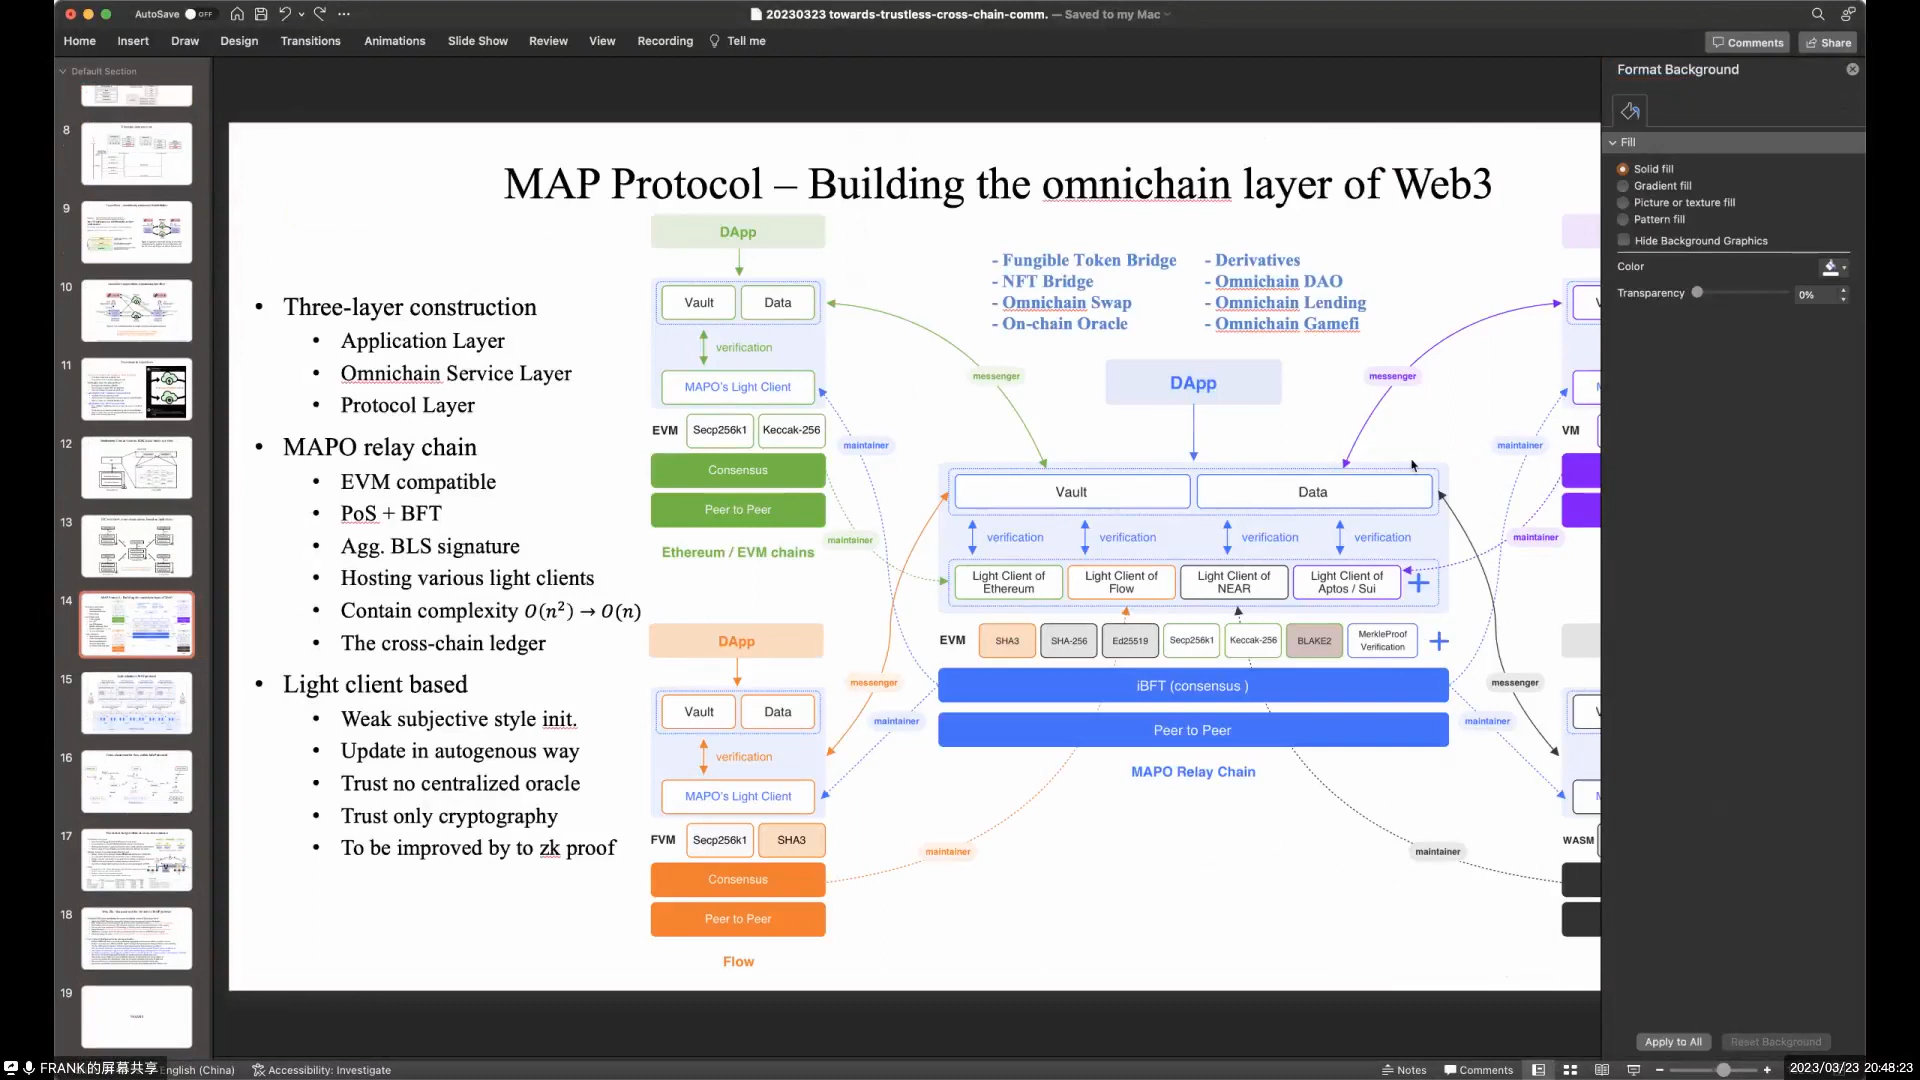 AutoSave OFF
20230323 towards-trustless-cross-chain-comm. — Saved to my Mac
Home Insert Draw Design Transitions Animations Slide Show Review View Recording Tell me
Comments Share
Default Section
8
9
10
11
12
13
14
15
16
17
18
19
MAP Protocol – Building the omnichain layer of Web3
• Three-layer construction
• Application Layer
• Omnichain Service Layer
• Protocol Layer
• MAPO relay chain
• EVM compatible
• PoS + BFT
• Agg. BLS signature
• Hosting various light clients
• Contain complexity O(n²) → O(n)
• The cross-chain ledger
• Light client based
• Weak subjective style init.
• Update in autogenous way
• Trust no centralized oracle
• Trust only cryptography
• To be improved by to zk proof
DApp
Vault Data
verification
MAPO's Light Client
EVM Secp256k1 Keccak-256
Consensus
Peer to Peer
Ethereum / EVM chains
DApp
Vault Data
verification
MAPO's Light Client
FVM Secp256k1 SHA3
Consensus
Peer to Peer
Flow
- Fungible Token Bridge
- NFT Bridge
- Omnichain Swap
- On-chain Oracle
- Derivatives
- Omnichain DAO
- Omnichain Lending
- Omnichain Gamefi
messenger
messenger
DApp
maintainer
maintainer
Vault Data
verification verification verification verification
maintainer
maintainer
Light Client of
Ethereum
Light Client of
Flow
Light Client of
NEAR
Light Client of
Aptos / Sui
EVM SHA3 SHA-256 Ed25519 Secp256k1 Keccak-256 BLAKE2
MerkleProof
Verification
iBFT (consensus )
messenger
messenger
maintainer
maintainer
Peer to Peer
MAPO Relay Chain
maintainer
maintainer
VM
WASM
Format Background
Fill
Solid fill
Gradient fill
Picture or texture fill
Pattern fill
Hide Background Graphics
Color
Transparency 0%
Apply to All Reset Background
FRANK的屏幕共享
English (China) Accessibility: Investigate
Notes Comments
2023/03/23 20:48:23